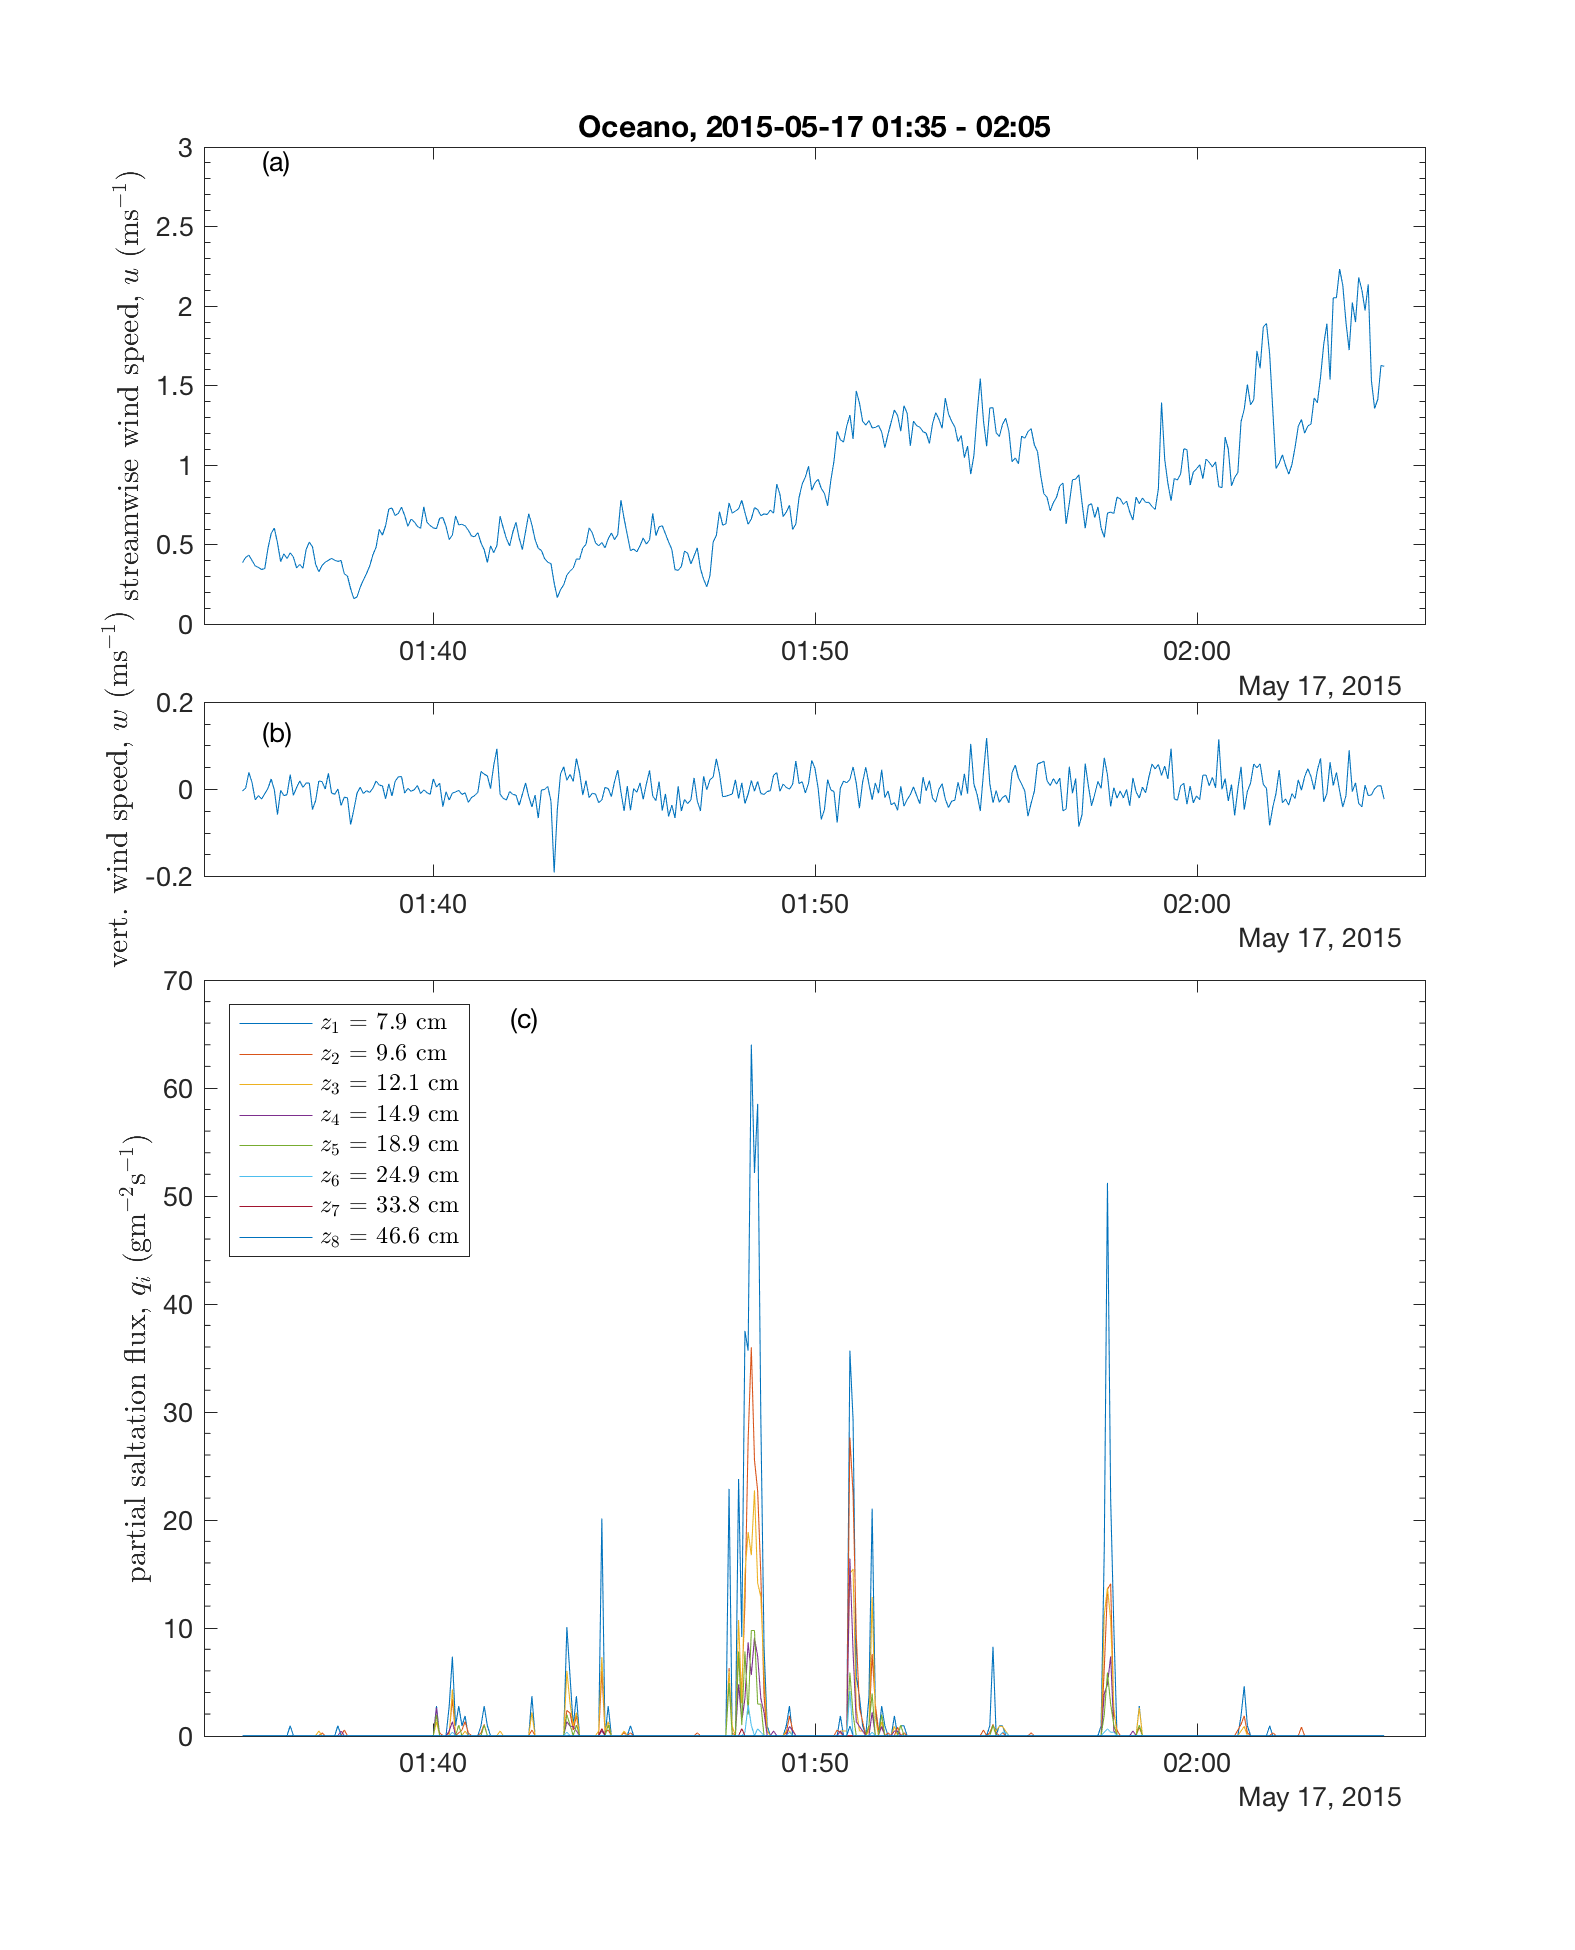 Oceano, 2015-05-17 01:35 - 02:05
(a)
streamwise wind speed, u (ms⁻¹)
3
2.5
2
1.5
1
0.5
0
01:40 01:50 02:00
May 17, 2015
(b)
vert. wind speed, w (ms⁻¹)
0.2
0
-0.2
01:40 01:50 02:00
May 17, 2015
(c)
partial saltation flux, qᵢ (gm⁻²s⁻¹)
70
60
50
40
30
20
10
0
z₁ = 7.9 cm
z₂ = 9.6 cm
z₃ = 12.1 cm
z₄ = 14.9 cm
z₅ = 18.9 cm
z₆ = 24.9 cm
z₇ = 33.8 cm
z₈ = 46.6 cm
01:40 01:50 02:00
May 17, 2015